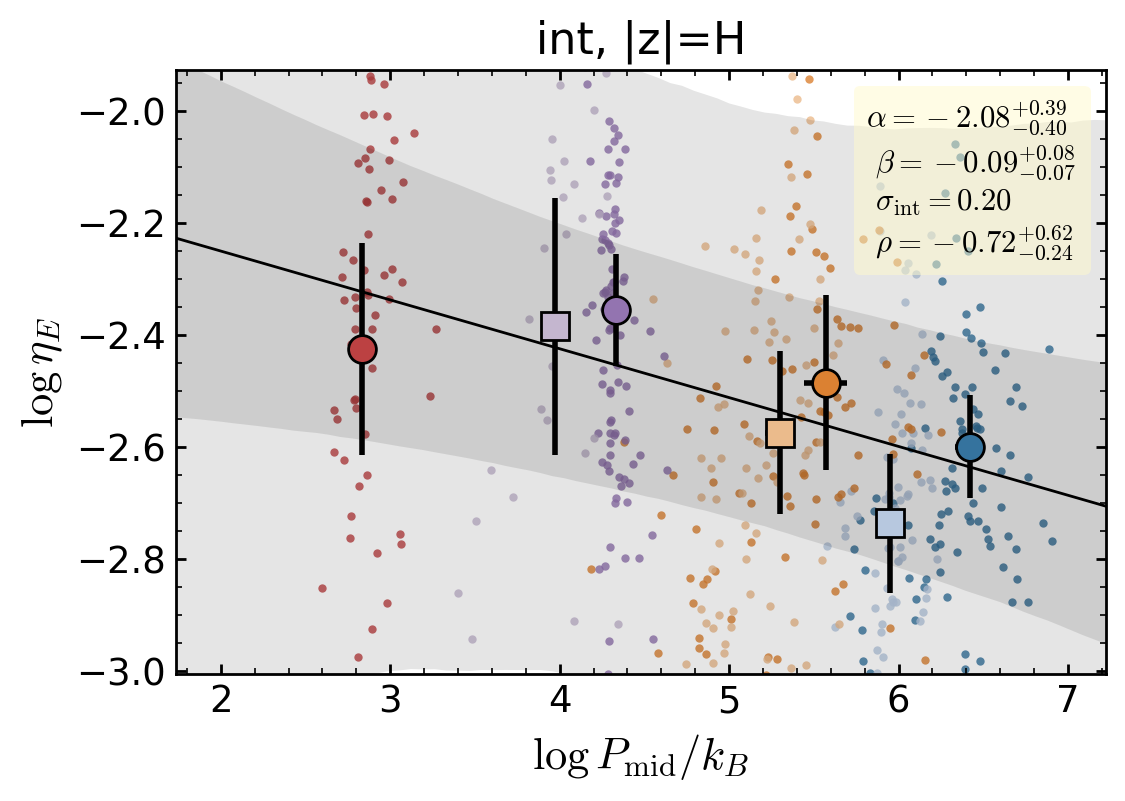 int, |z|=H
α = −2.08^{+0.39}_{−0.40}
β = −0.09^{+0.08}_{−0.07}
σ_int = 0.20
ρ = −0.72^{+0.62}_{−0.24}
log η_E
−2.0
−2.2
−2.4
−2.6
−2.8
−3.0
2 3 4 5 6 7
log P_mid/k_B